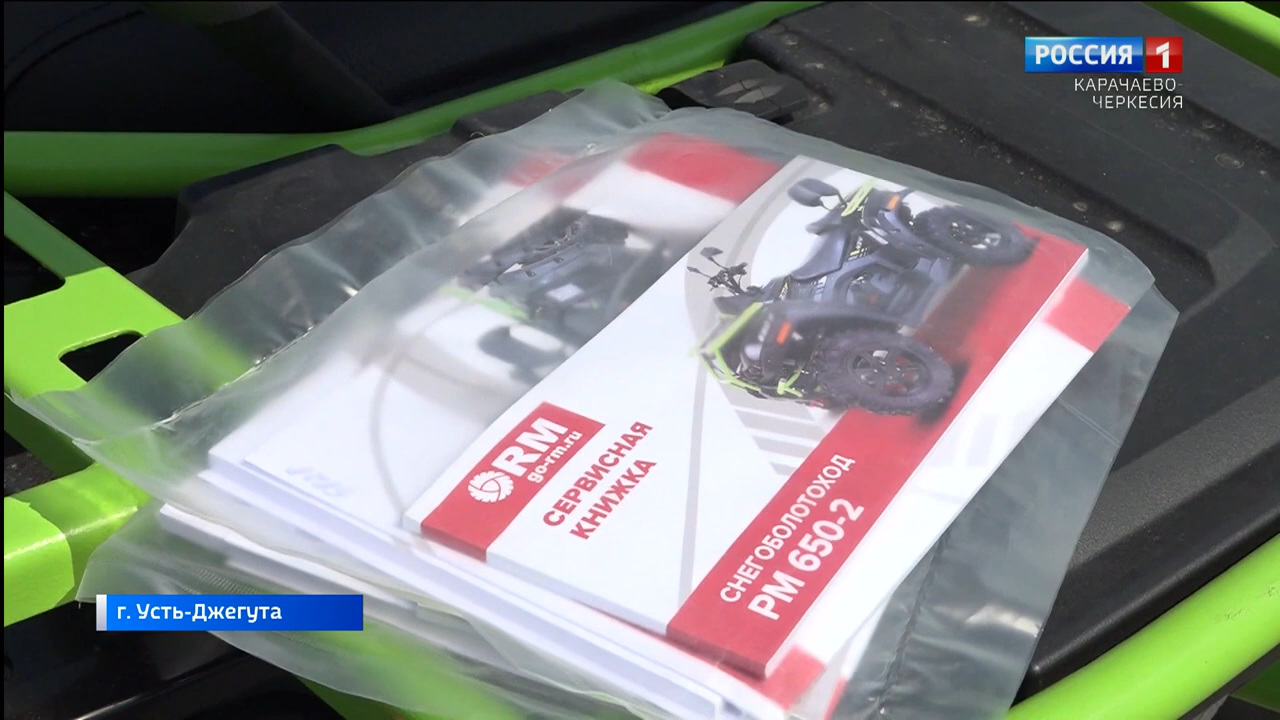 РОССИЯ 1
КАРАЧАЕВО-
ЧЕРКЕСИЯ
RM
go-rm.ru
СЕРВИСНАЯ
КНИЖКА
СНЕГОБОЛОТОХОД
РМ 650-2
г. Усть-Джегута